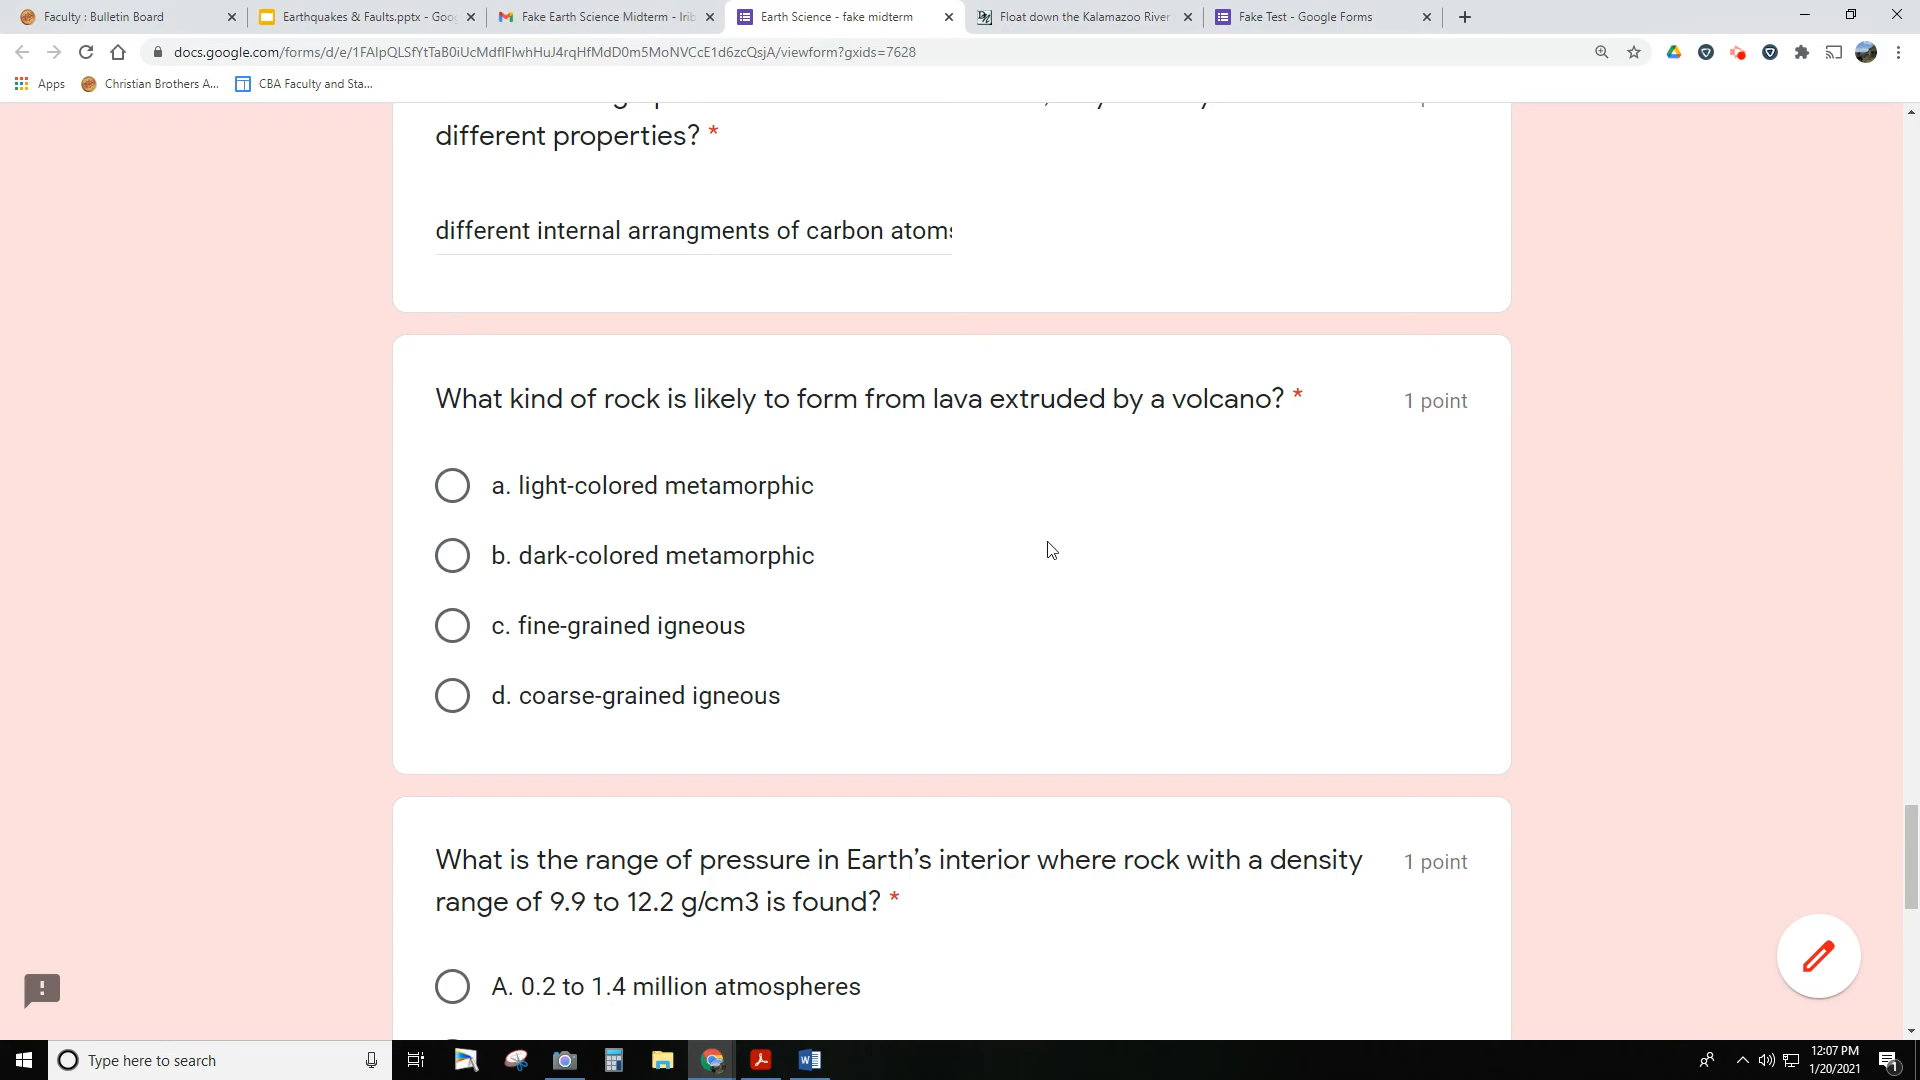 Faculty : Bulletin Board
Earthquakes & Faults.pptx - Goog
Fake Earth Science Midterm - Irib
Earth Science - fake midterm
Float down the Kalamazoo River
Fake Test - Google Forms
docs.google.com/forms/d/e/1FAIpQLSfYtTaB0iUcMdfIFlwhHuJ4rqHfMdD0m5MoNVCcE1d6zcQsjA/viewform?gxids=7628
Apps
Christian Brothers A...
CBA Faculty and Sta...
different properties? *
different internal arrangments of carbon atoms
What kind of rock is likely to form from lava extruded by a volcano? *
1 point
a. light-colored metamorphic
b. dark-colored metamorphic
c. fine-grained igneous
d. coarse-grained igneous
What is the range of pressure in Earth’s interior where rock with a density
1 point
range of 9.9 to 12.2 g/cm3 is found? *
A. 0.2 to 1.4 million atmospheres
Type here to search
12:07 PM
1/20/2021
1